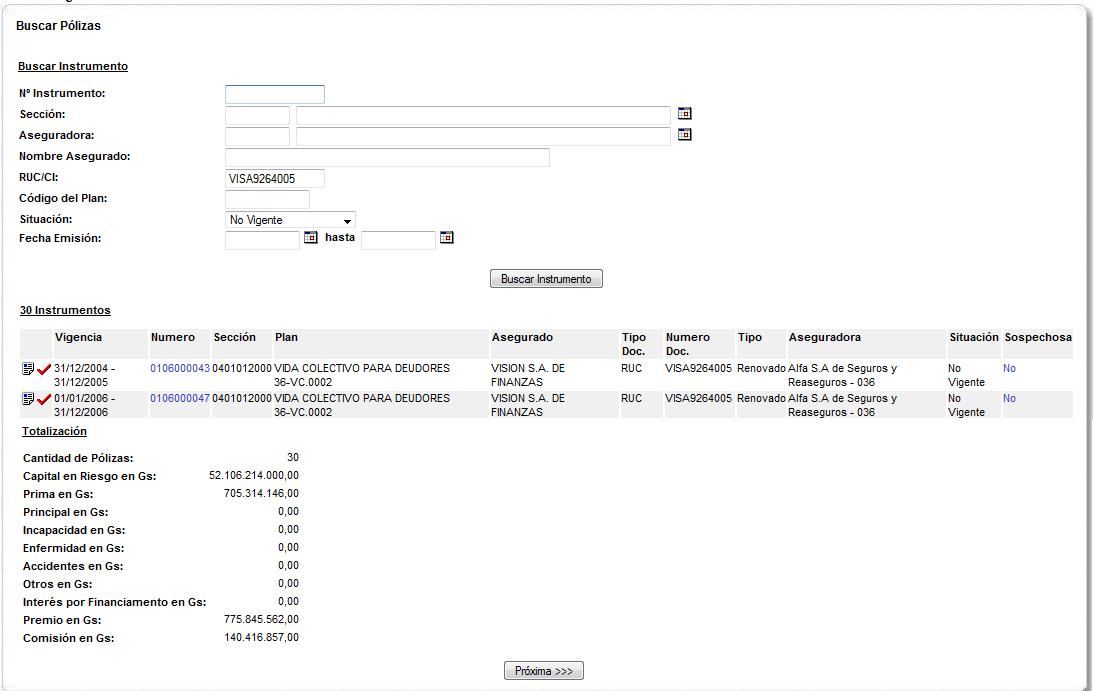 Buscar Pólizas
Buscar Instrumento
Nº Instrumento:
Sección:
Aseguradora:
Nombre Asegurado:
RUC/CI: VISA9264005
Código del Plan:
Situación: No Vigente
Fecha Emisión: hasta
Buscar Instrumento
30 Instrumentos
Vigencia Numero Sección Plan Asegurado Tipo Doc. Numero Doc. Tipo Aseguradora Situación Sospechosa
31/12/2004 - 0106000043 0401012000 VIDA COLECTIVO PARA DEUDORES VISION S.A. DE RUC VISA9264005 Renovado Alfa S.A de Seguros y No No
31/12/2005 36-VC.0002 FINANZAS Reaseguros - 036 Vigente
01/01/2006 - 0106000047 0401012000 VIDA COLECTIVO PARA DEUDORES VISION S.A. DE RUC VISA9264005 Renovado Alfa S.A de Seguros y No No
31/12/2006 36-VC.0002 FINANZAS Reaseguros - 036 Vigente
Totalización
Cantidad de Pólizas: 30
Capital en Riesgo en Gs: 52.106.214.000,00
Prima en Gs: 705.314.146,00
Principal en Gs: 0,00
Incapacidad en Gs: 0,00
Enfermidad en Gs: 0,00
Accidentes en Gs: 0,00
Otros en Gs: 0,00
Interés por Financiamento en Gs: 0,00
Premio en Gs: 775.845.562,00
Comisión en Gs: 140.416.857,00
Próxima >>>